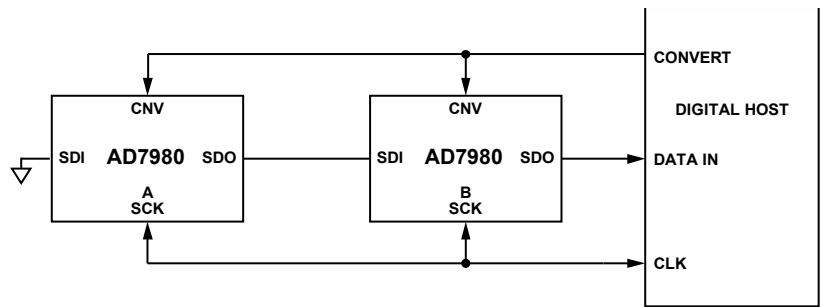 CONVERT
CNV
CNV
DIGITAL HOST
SDI AD7980 SDO
SDI AD7980 SDO
DATA IN
A
SCK
B
SCK
CLK